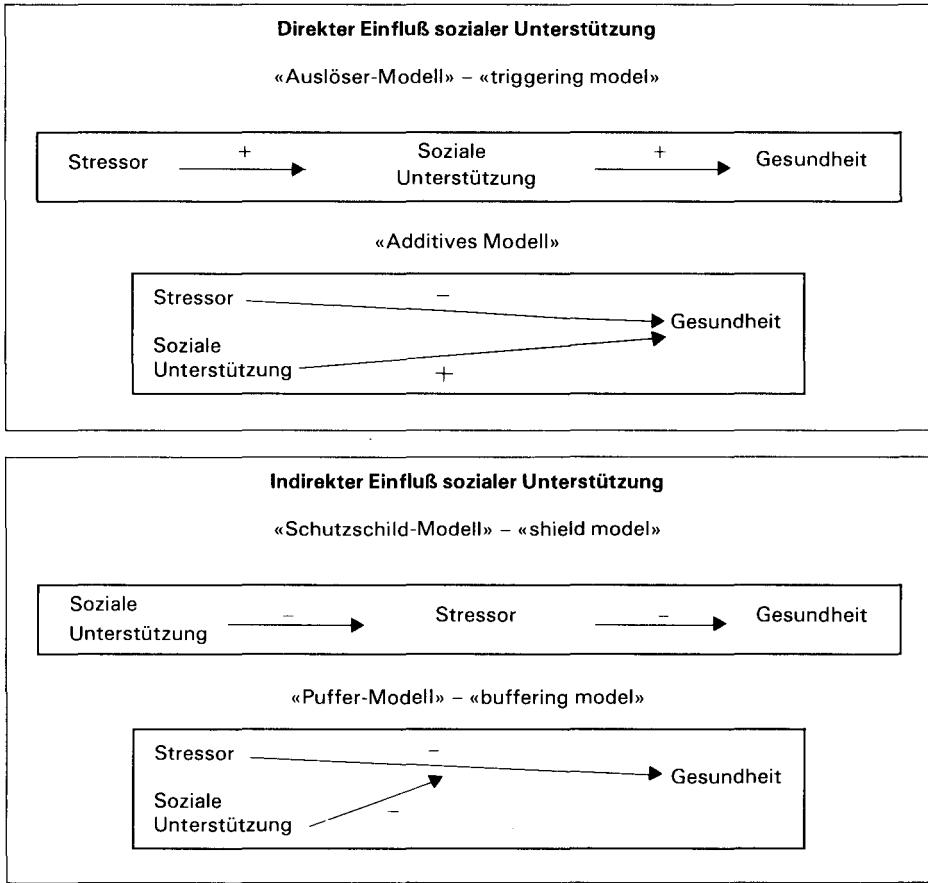 Direkter Einfluß sozialer Unterstützung
«Auslöser-Modell» – «triggering model»
Stressor + Soziale Unterstützung + Gesundheit
«Additives Modell»
Stressor –
Gesundheit
Soziale
Unterstützung +
Indirekter Einfluß sozialer Unterstützung
«Schutzschild-Modell» – «shield model»
Soziale
Unterstützung – Stressor – Gesundheit
«Puffer-Modell» – «buffering model»
Stressor –
Gesundheit
Soziale
Unterstützung –